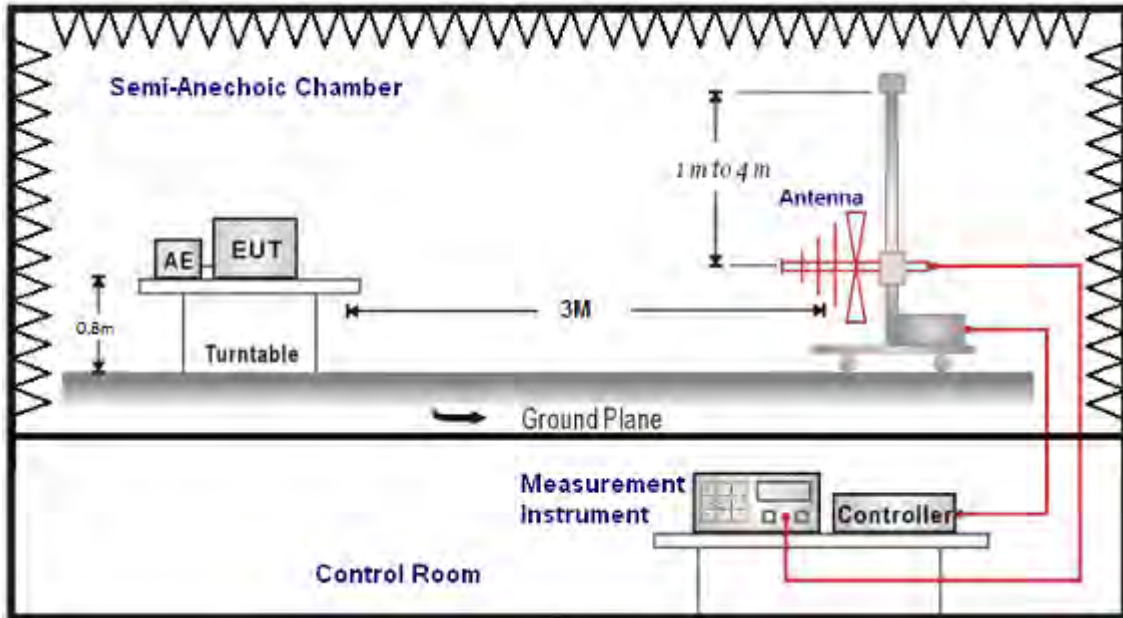 Semi-Anechoic Chamber
1 m to 4 m
Antenna
AE
EUT
3M
0.8m
Turntable
Ground Plane
Measurement
Instrument
Controller
Control Room